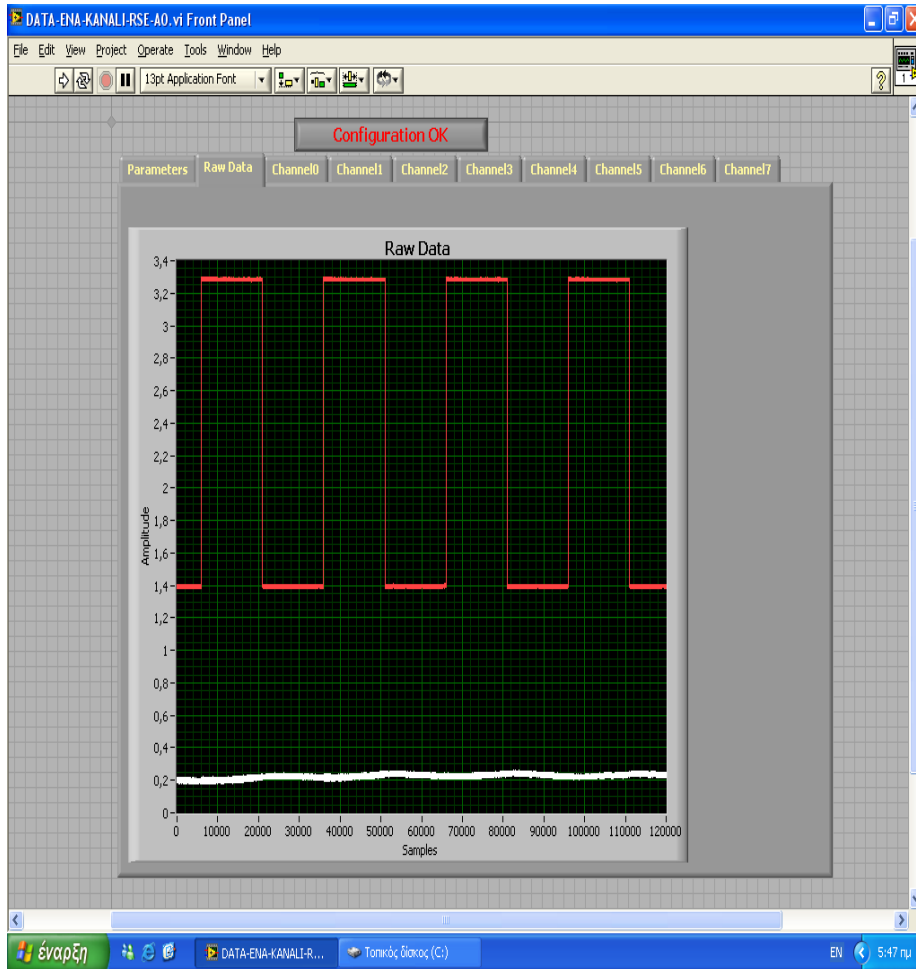 DATA-ENA-KANALI-RSE-AO.vi Front Panel
File Edit View Project Operate Tools Window Help
13pt Application Font
1
Configuration OK
Parameters Raw Data Channel0 Channel1 Channel2 Channel3 Channel4 Channel5 Channel6 Channel7
Raw Data
3,4
3,2
3
2,8
2,6
2,4
2,2
2
1,8
1,6
1,4
1,2
1
0,8
0,6
0,4
0,2
0
Amplitude
0 10000 20000 30000 40000 50000 60000 70000 80000 90000 100000 110000 120000
Samples
έναρξη DATA-ENA-KANALI-R... Τοπικός δίσκος (C:) EN 5:47 πμ